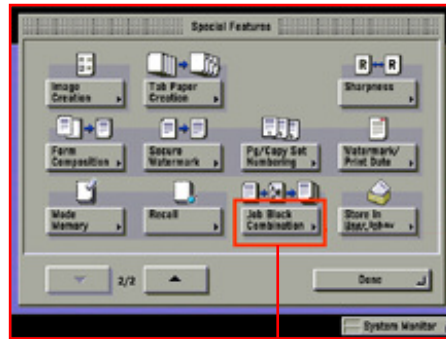 Special Features
Image
Creation
Tab Paper
Creation
R R
Sharpness
Form
Composition
Secure
Watermark
Pg/Copy Set
Numbering
Watermark/
Print Date
Mode
Memory
Recall
Job Block
Combination
Store In
2/2
Done
System Monitor